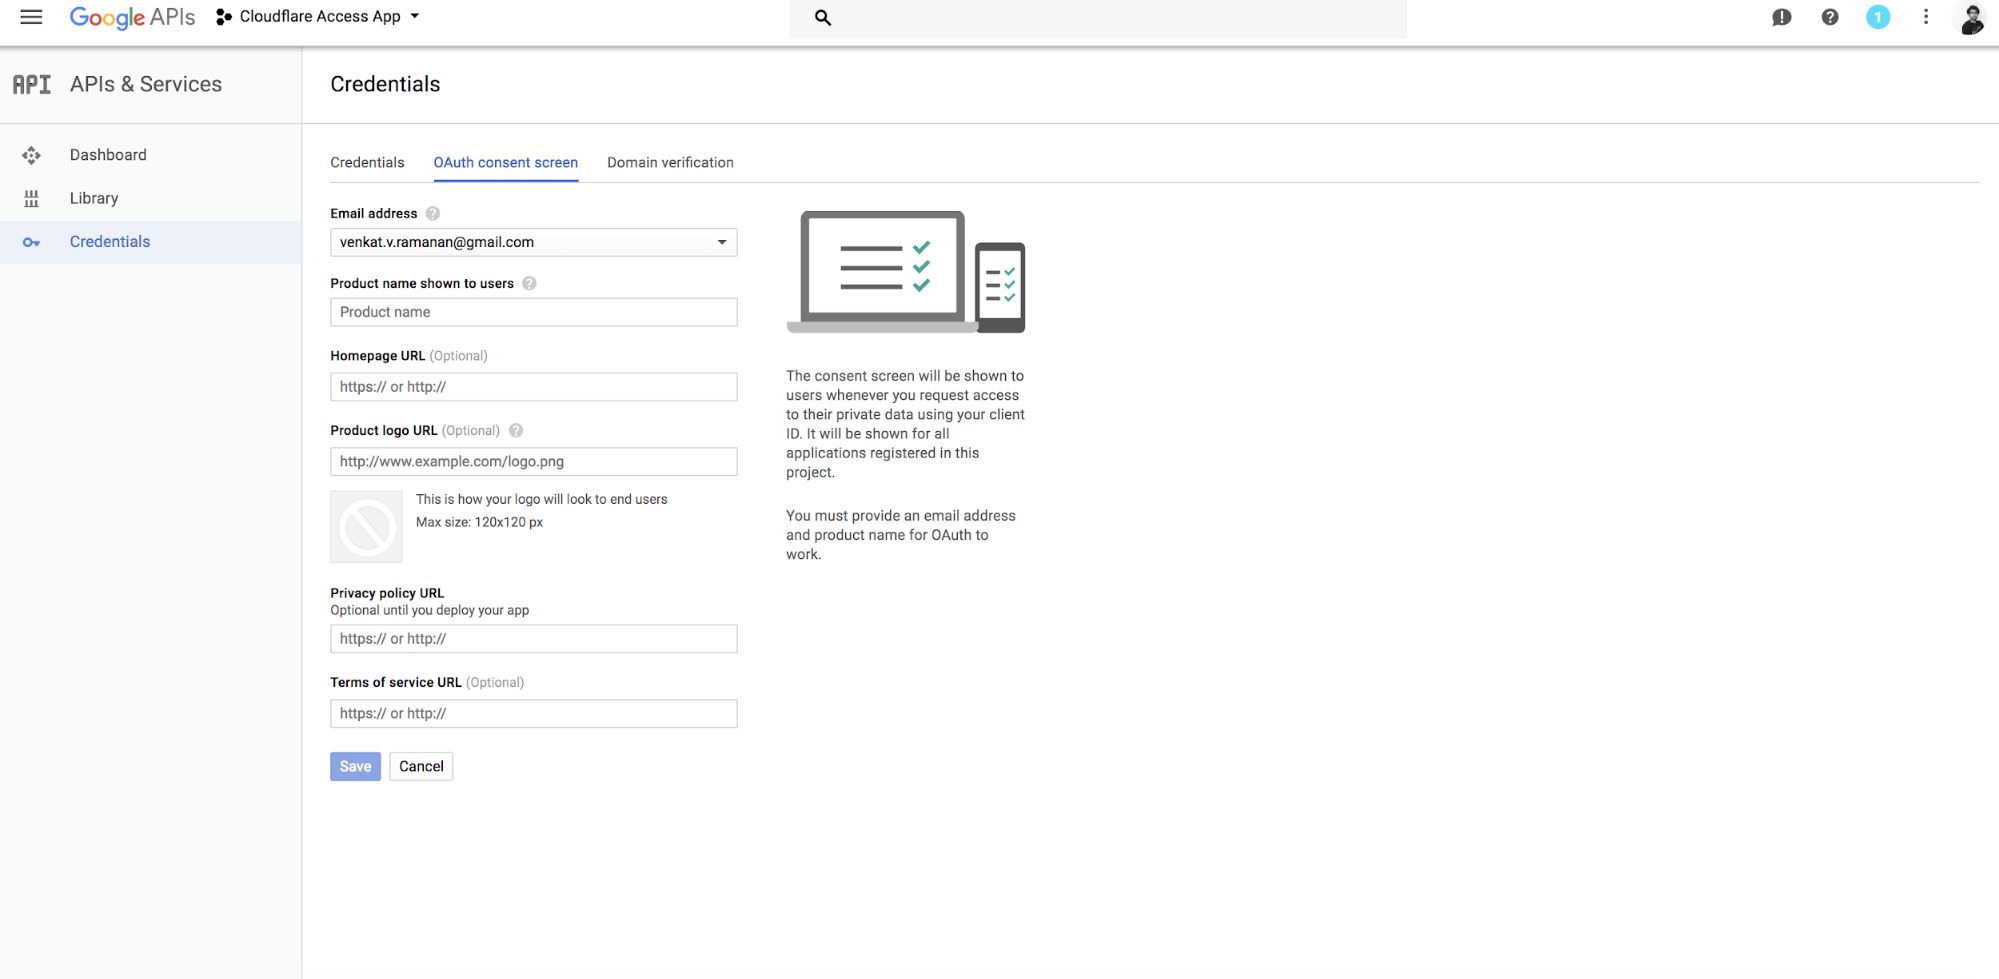 Google APIs
Cloudflare Access App
1
API
APIs & Services
Credentials
Dashboard
Library
Credentials
Credentials
OAuth consent screen
Domain verification
Email address ?
venkat.v.ramanan@gmail.com
Product name shown to users ?
Product name
Homepage URL (Optional)
https:// or http://
Product logo URL (Optional) ?
http://www.example.com/logo.png
This is how your logo will look to end users
Max size: 120x120 px
Privacy policy URL
Optional until you deploy your app
https:// or http://
Terms of service URL (Optional)
https:// or http://
Save
Cancel
The consent screen will be shown to
users whenever you request access
to their private data using your client
ID. It will be shown for all
applications registered in this
project.
You must provide an email address
and product name for OAuth to
work.